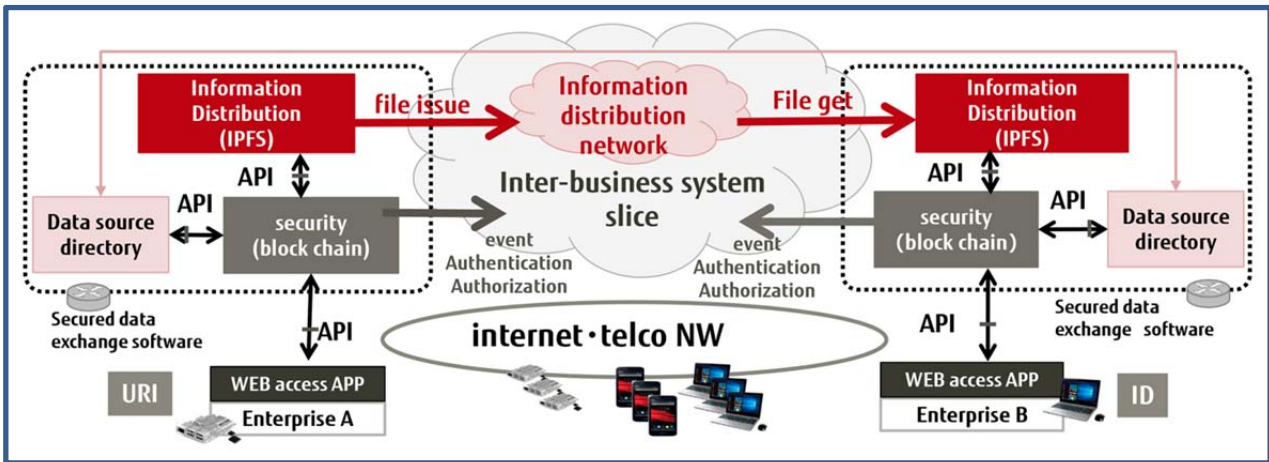 Information
Distribution
(IPFS)
file issue
Information
distribution
network
File get
Information
Distribution
(IPFS)
API
API
Inter-business system
slice
API
API
Data source
directory
security
(block chain)
security
(block chain)
Data source
directory
event
Authentication
Authorization
event
Authentication
Authorization
Secured data
exchange software
API
internet・telco NW
API
Secured data
exchange software
URI
WEB access APP
Enterprise A
WEB access APP
Enterprise B
ID